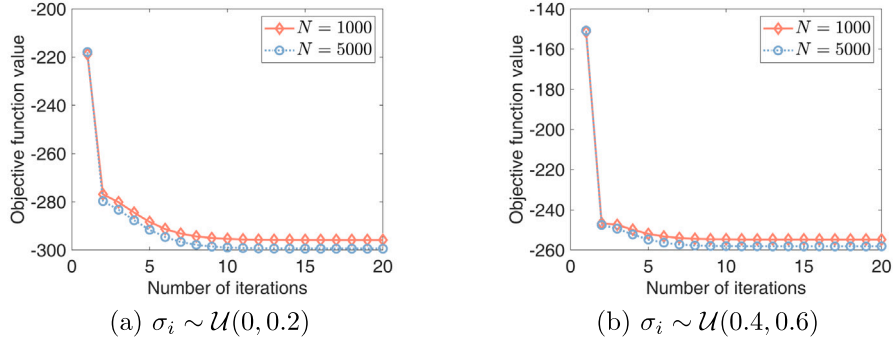 -200
-220
-240
-260
-280
-300
Objective function value
N = 1000
N = 5000
0 5 10 15 20
Number of iterations
(a) σ_i ∼ 𝒰(0, 0.2)
-140
-160
-180
-200
-220
-240
-260
Objective function value
N = 1000
N = 5000
0 5 10 15 20
Number of iterations
(b) σ_i ∼ 𝒰(0.4, 0.6)